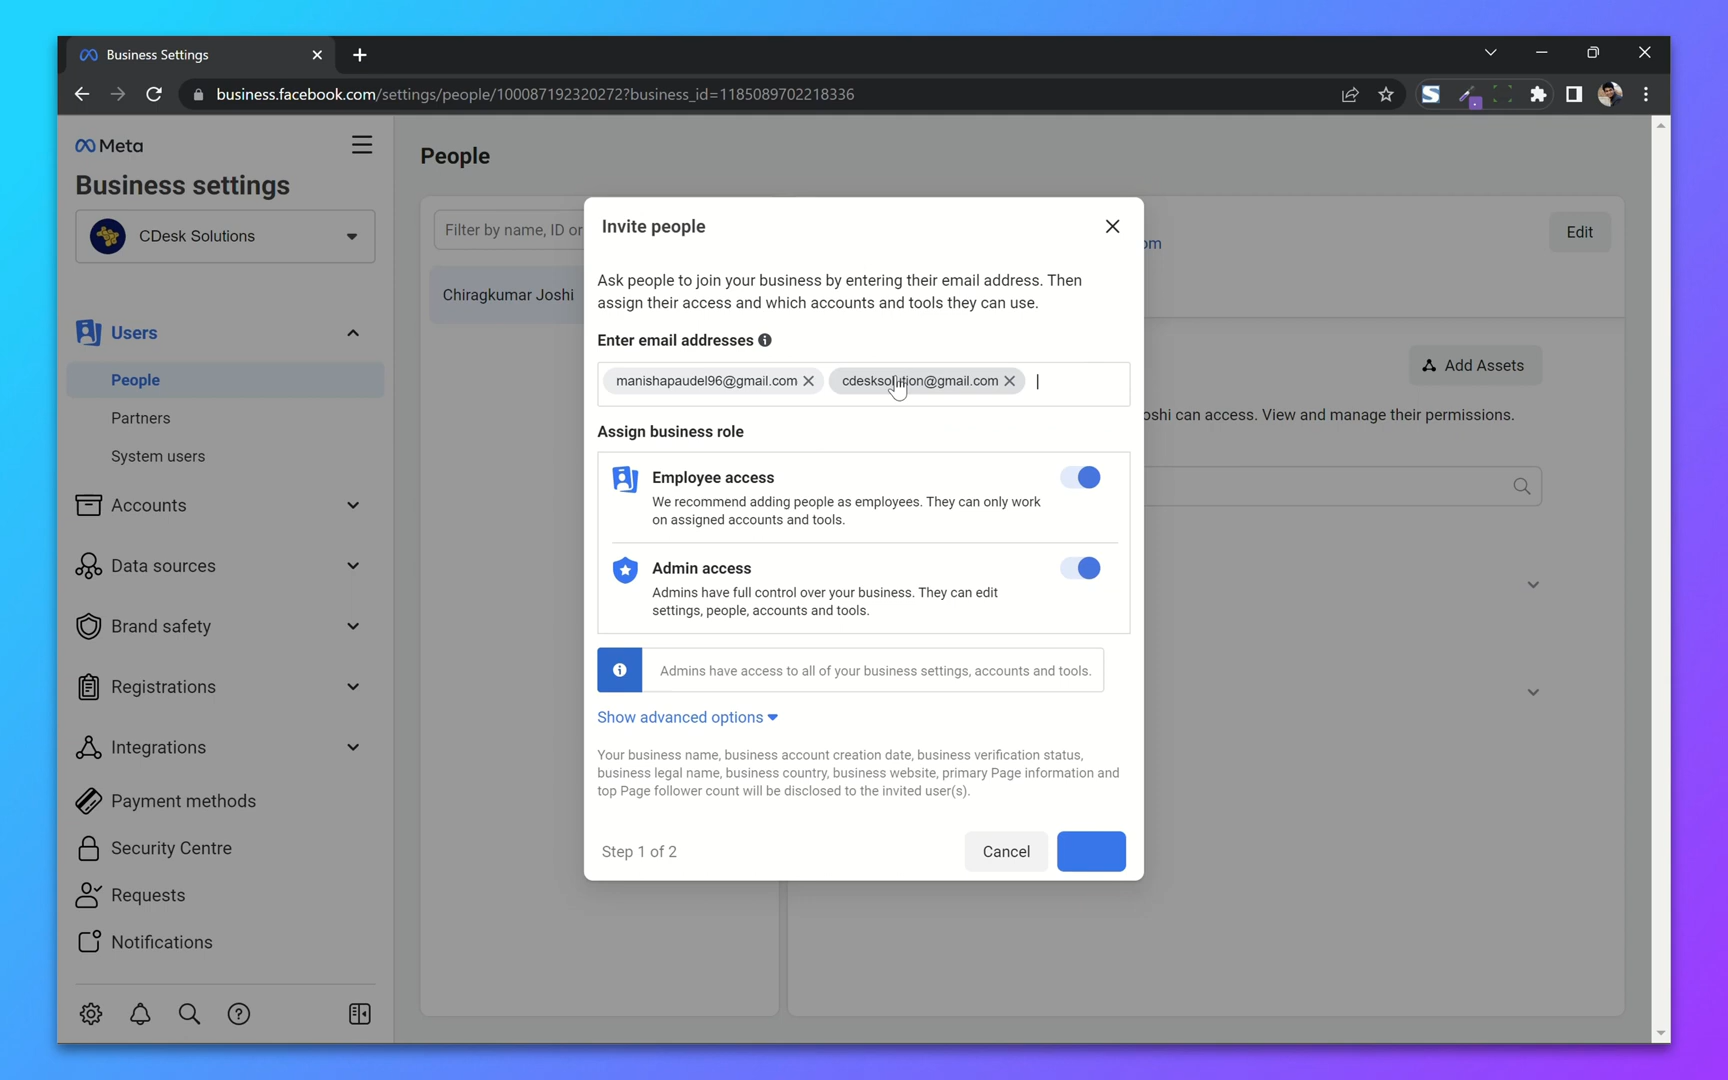 Business Settings
business.facebook.com/settings/people/100087192320272?business_id=1185089702218336
Meta
Business settings
CDesk Solutions
Users
People
Partners
System users
Accounts
Data sources
Brand safety
Registrations
Integrations
Payment methods
Security Centre
Requests
Notifications
People
Filter by name, ID or
Chiragkumar Joshi
om
Edit
Add Assets
oshi can access. View and manage their permissions.
Invite people
Ask people to join your business by entering their email address. Then
assign their access and which accounts and tools they can use.
Enter email addresses
manishapaudel96@gmail.com
cdesksolution@gmail.com
Assign business role
Employee access
We recommend adding people as employees. They can only work
on assigned accounts and tools.
Admin access
Admins have full control over your business. They can edit
settings, people, accounts and tools.
Admins have access to all of your business settings, accounts and tools.
Show advanced options
Your business name, business account creation date, business verification status,
business legal name, business country, business website, primary Page information and
top Page follower count will be disclosed to the invited user(s).
Step 1 of 2
Cancel